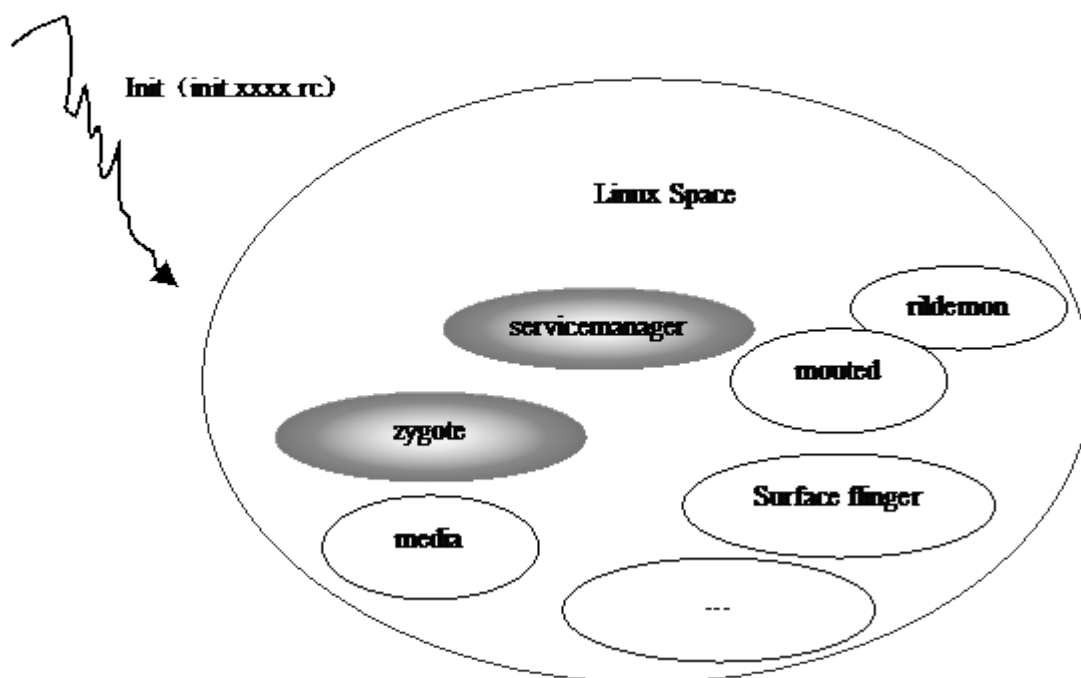 Init (init.xxxx.rc)
Linux Space
rildemon
servicemanager
mouted
zygote
Surface flinger
media
---